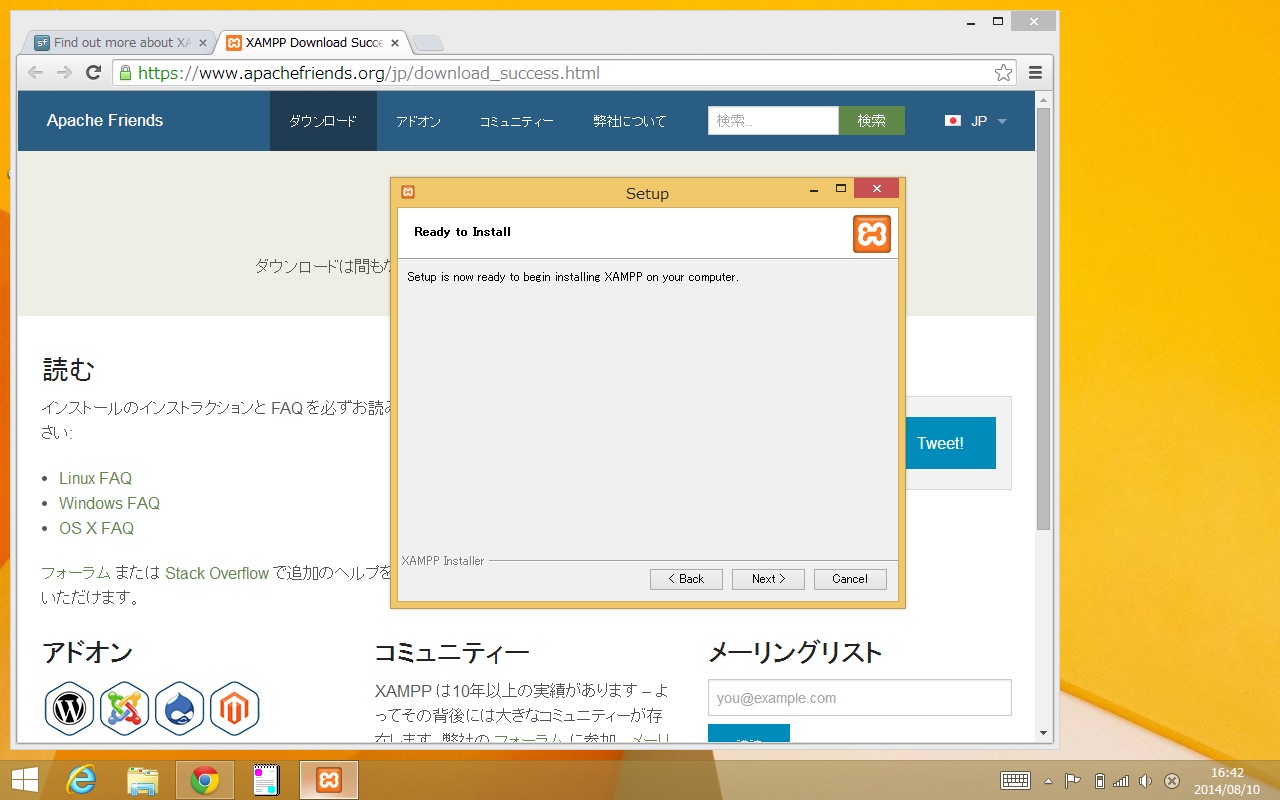 Find out more about XA
XAMPP Download Succe
https://www.apachefriends.org/jp/download_success.html
Apache Friends
ダウンロード
アドオン
コミュニティー
弊社について
検索..
検索
JP
ダウンロードは間も
Setup
Ready to Install
Setup is now ready to begin installing XAMPP on your computer.
XAMPP Installer
< Back
Next >
Cancel
読む
インストールのインストラクションと FAQ を必ずお読
さい:
Linux FAQ
Windows FAQ
OS X FAQ
フォーラム または Stack Overflow で追加のヘルプを
いただけます。
Tweet!
アドオン
コミュニティー
XAMPP は10年以上の実績があります – よ
ってその背後には大きなコミュニティーが存
在します. 弊社の フォーラム に参加、メーリ
メーリングリスト
you@example.com
16:42
2014/08/10